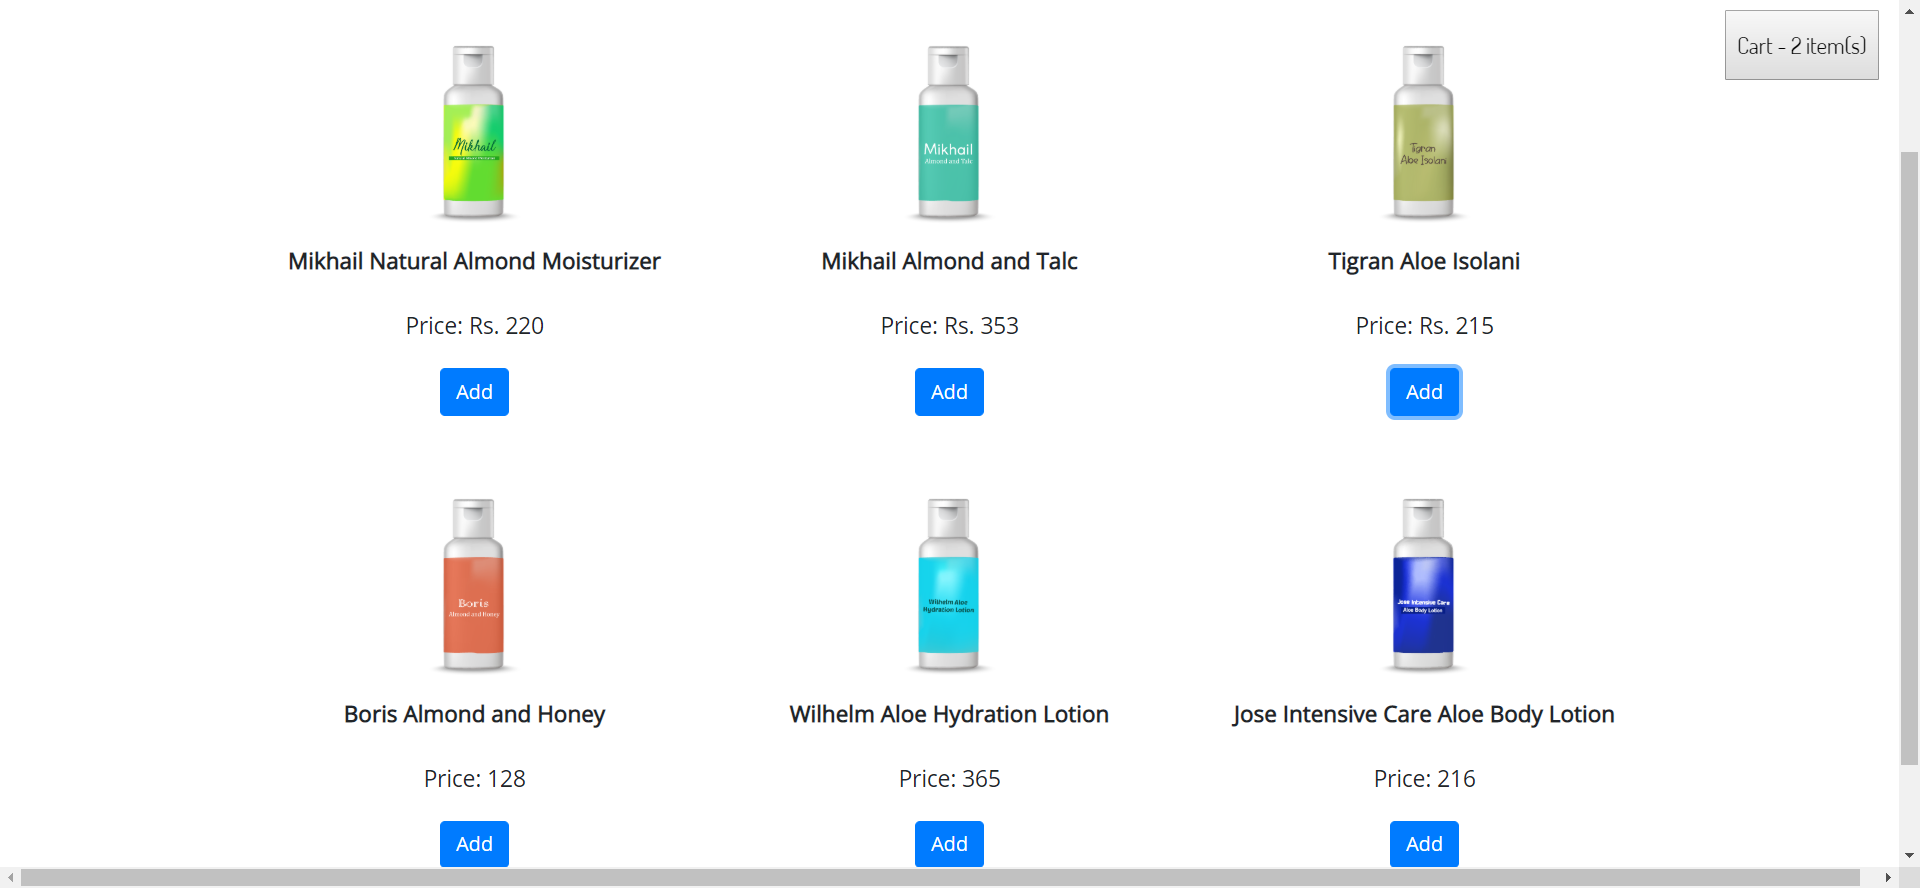 Cart - 2 item(s)
Mikhail
Mikhail
Almond and Talc
Tigran
Aloe Isolani
Mikhail Natural Almond Moisturizer
Mikhail Almond and Talc
Tigran Aloe Isolani
Price: Rs. 220
Price: Rs. 353
Price: Rs. 215
Add
Add
Add
Boris
Almond and Honey
Wilhelm Aloe
Hydration Lotion
Jose Intensive Care
Aloe Body Lotion
Boris Almond and Honey
Wilhelm Aloe Hydration Lotion
Jose Intensive Care Aloe Body Lotion
Price: 128
Price: 365
Price: 216
Add
Add
Add